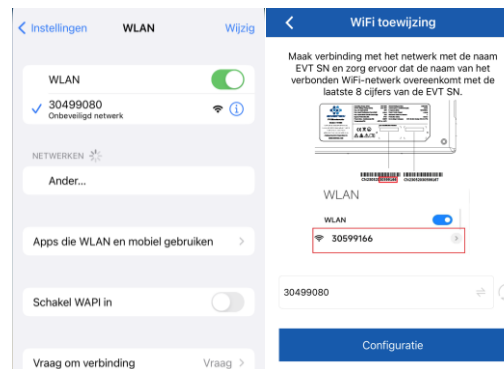 Instellingen WLAN Wijzig
WLAN
30499080
Onbeveiligd netwerk
NETWERKEN
Ander...
Apps die WLAN en mobiel gebruiken
Schakel WAPI in
Vraag om verbinding Vraag
WiFi toewijzing
Maak verbinding met het netwerk met de naam
EVT SN en zorg ervoor dat de naam van het
verbonden WiFi-netwerk overeenkomt met de
laatste 8 cijfers van de EVT SN.
WLAN
WLAN
30599166
30499080
Configuratie